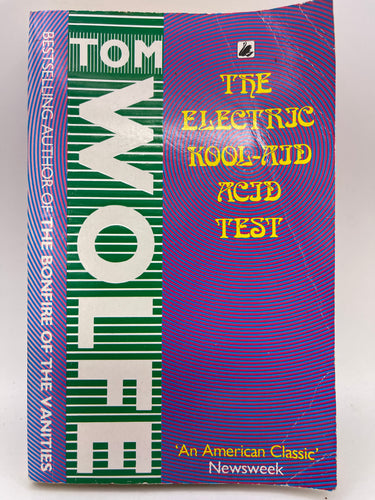 BESTSELLING AUTHOR OF THE BONFIRE OF THE VANITIES
TOM
WOLFE
THE
ELECTRIC
KOOL-AID
ACID
TEST
'An American Classic'
Newsweek